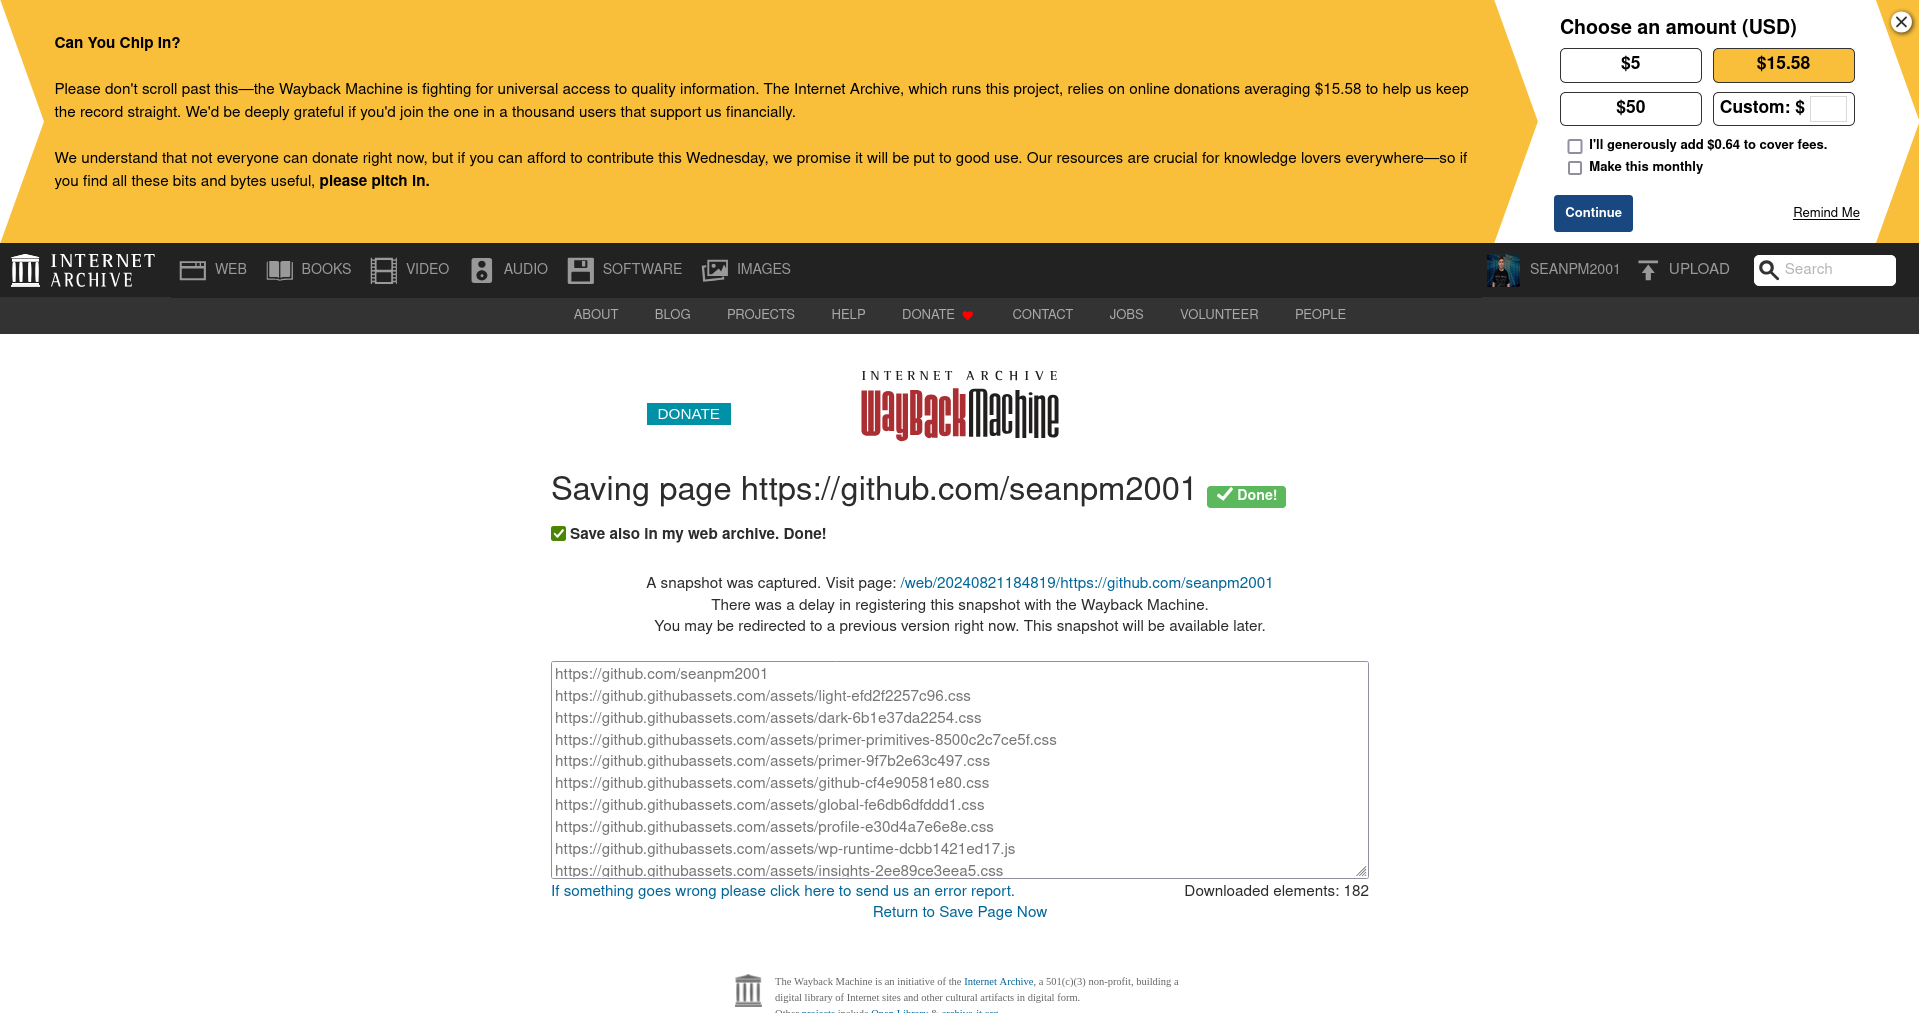 Can You Chip In?
Please don't scroll past this—the Wayback Machine is fighting for universal access to quality information. The Internet Archive, which runs this project, relies on online donations averaging $15.58 to help us keep
the record straight. We'd be deeply grateful if you'd join the one in a thousand users that support us financially.
We understand that not everyone can donate right now, but if you can afford to contribute this Wednesday, we promise it will be put to good use. Our resources are crucial for knowledge lovers everywhere—so if
you find all these bits and bytes useful, please pitch in.
Choose an amount (USD)
$5 $15.58
$50 Custom: $
I'll generously add $0.64 to cover fees.
Make this monthly
Continue Remind Me
INTERNET
ARCHIVE
WEB BOOKS VIDEO AUDIO SOFTWARE IMAGES SEANPM2001 UPLOAD Search
ABOUT BLOG PROJECTS HELP DONATE CONTACT JOBS VOLUNTEER PEOPLE
INTERNET ARCHIVE
WayBackMachine
DONATE
Saving page https://github.com/seanpm2001 Done!
Save also in my web archive. Done!
A snapshot was captured. Visit page: /web/20240821184819/https://github.com/seanpm2001
There was a delay in registering this snapshot with the Wayback Machine.
You may be redirected to a previous version right now. This snapshot will be available later.
https://github.com/seanpm2001
https://github.githubassets.com/assets/light-efd2f2257c96.css
https://github.githubassets.com/assets/dark-6b1e37da2254.css
https://github.githubassets.com/assets/primer-primitives-8500c2c7ce5f.css
https://github.githubassets.com/assets/primer-9f7b2e63c497.css
https://github.githubassets.com/assets/github-cf4e90581e80.css
https://github.githubassets.com/assets/global-fe6db6dfddd1.css
https://github.githubassets.com/assets/profile-e30d4a7e6e8e.css
https://github.githubassets.com/assets/wp-runtime-dcbb1421ed17.js
https://github.githubassets.com/assets/insights-2ee89ce3eea5.css
If something goes wrong please click here to send us an error report. Downloaded elements: 182
Return to Save Page Now
The Wayback Machine is an initiative of the Internet Archive, a 501(c)(3) non-profit, building a
digital library of Internet sites and other cultural artifacts in digital form.
Other projects include Open Library & archive-it.org.